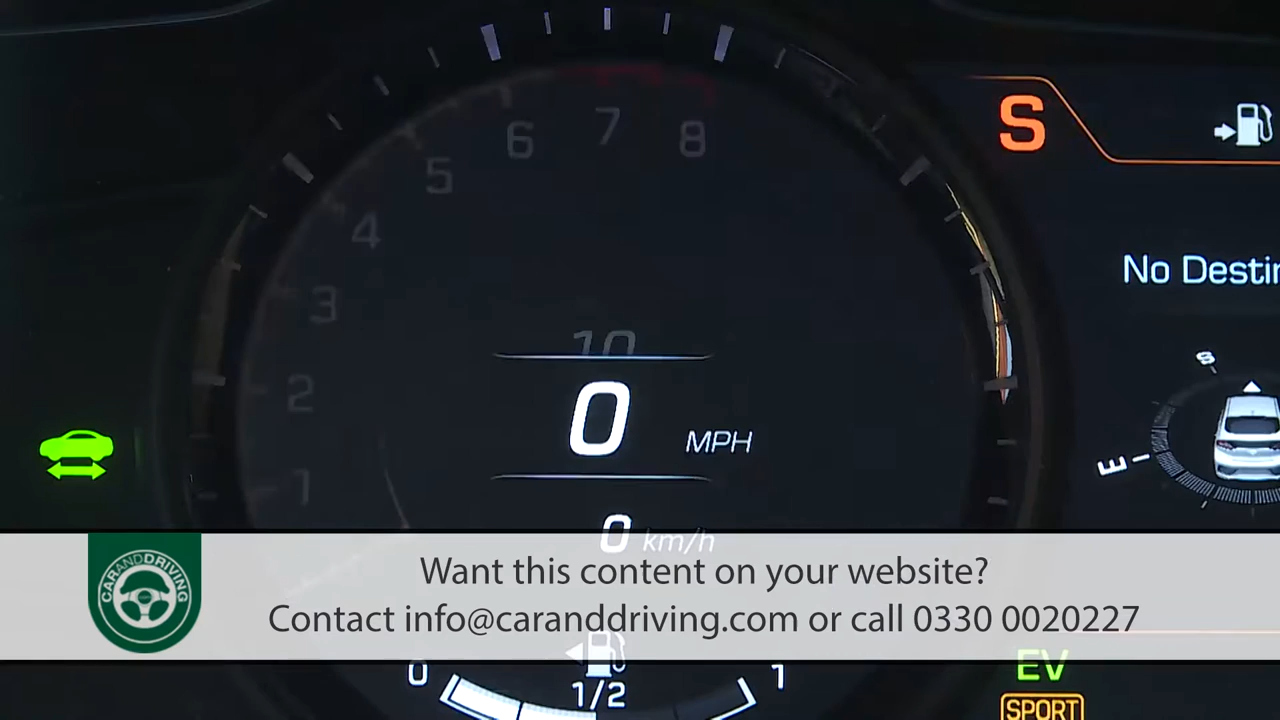 6 7 8
5
4
3
2
1
10
0 MPH
0 km/h
S
No Desti
S
E
CARANDDRIVING
Want this content on your website?
Contact info@caranddriving.com or call 0330 0020227
0 1/2 1
EV
SPORT